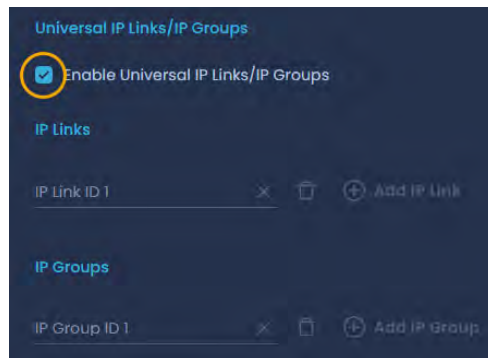 Universal IP Links/IP Groups
Enable Universal IP Links/IP Groups
IP Links
IP Link ID 1
Add IP Link
IP Groups
IP Group ID 1
Add IP Group